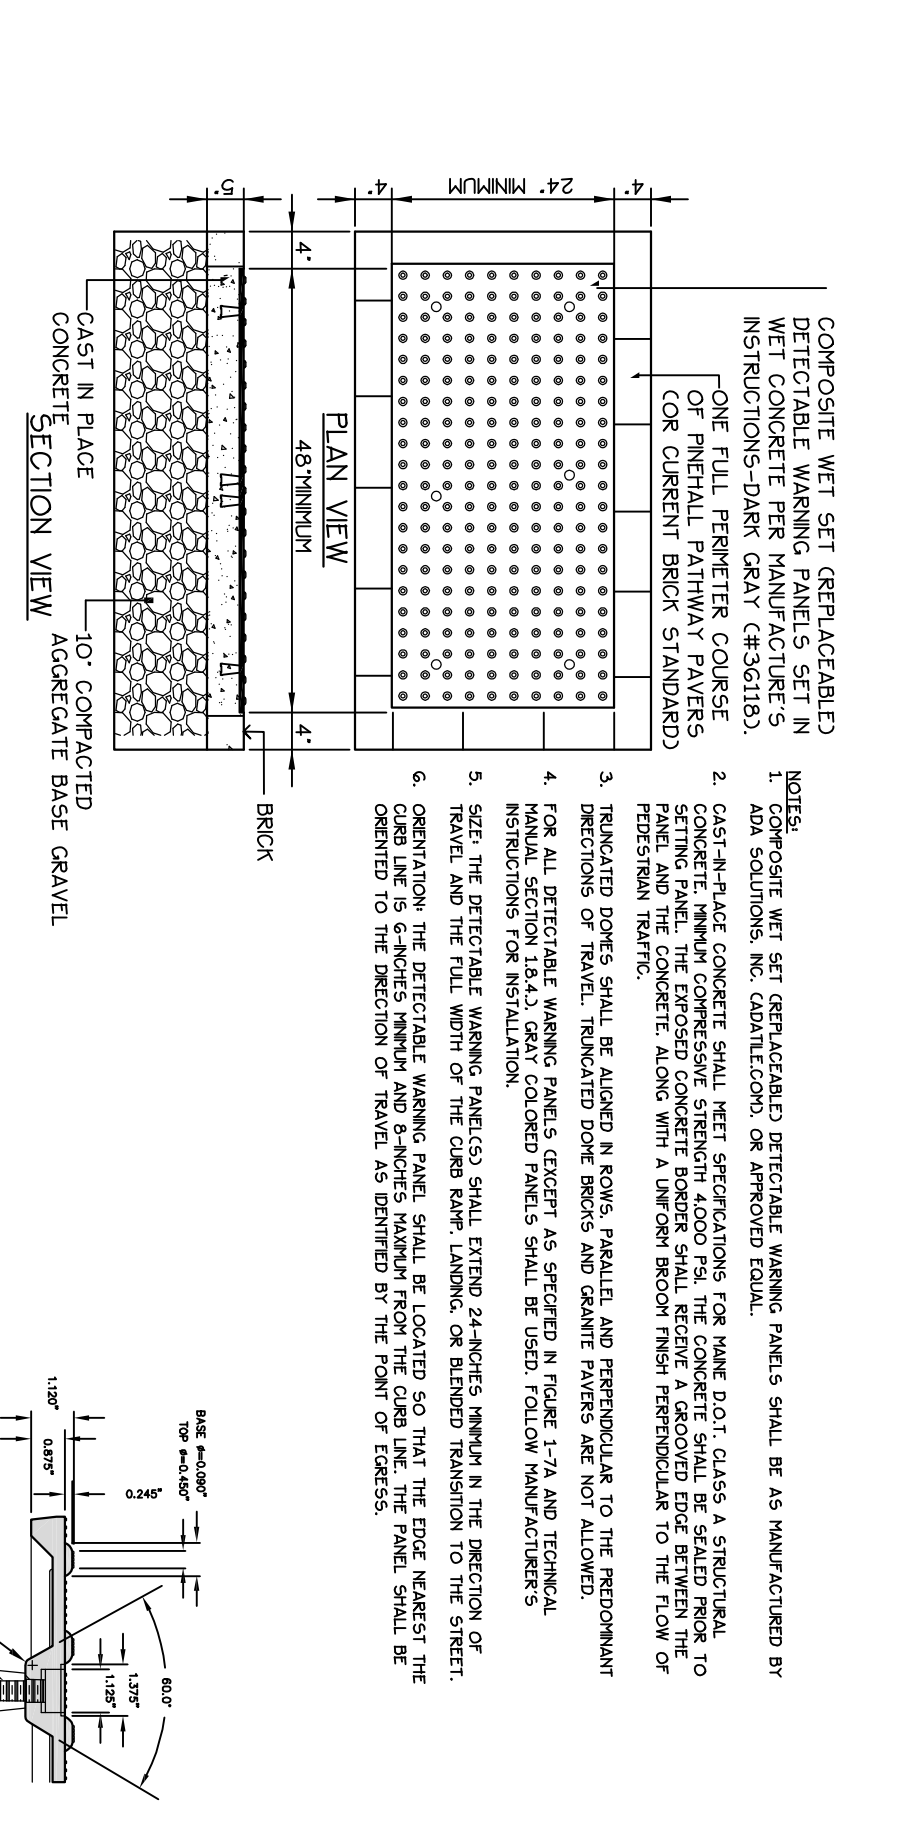 COMPOSITE WET SET (REPLACEABLE)
DETECTABLE WARNING PANELS SET IN
WET CONCRETE PER MANUFACTURE'S
INSTRUCTIONS-DARK GRAY (#36118).
ONE FULL PERIMETER COURSE
OF PINEHALL PATHWAY PAVERS
(OR CURRENT BRICK STANDARD)
4"
24" MINIMUM
4"
PLAN VIEW
4"
48"MINIMUM
4"
5"
BRICK
CAST IN PLACE
CONCRETE
10" COMPACTED
AGGREGATE BASE GRAVEL
SECTION VIEW
NOTES:
1. COMPOSITE WET SET (REPLACEABLE) DETECTABLE WARNING PANELS SHALL BE AS MANUFACTURED BY
ADA SOLUTIONS, INC. (ADATILE.COM), OR APPROVED EQUAL.
2. CAST-IN-PLACE CONCRETE SHALL MEET SPECIFICATIONS FOR MAINE D.O.T. CLASS A STRUCTURAL
CONCRETE, MINIMUM COMPRESSIVE STRENGTH 4,000 PSI. THE CONCRETE SHALL BE SEALED PRIOR TO
SETTING PANEL. THE EXPOSED CONCRETE BORDER SHALL RECEIVE A GROOVED EDGE BETWEEN THE
PANEL AND THE CONCRETE, ALONG WITH A UNIFORM BROOM FINISH PERPENDICULAR TO THE FLOW OF
PEDESTRIAN TRAFFIC.
3. TRUNCATED DOMES SHALL BE ALIGNED IN ROWS, PARALLEL AND PERPENDICULAR TO THE PREDOMINANT
DIRECTIONS OF TRAVEL. TRUNCATED DOME BRICKS AND GRANITE PAVERS ARE NOT ALLOWED.
4. FOR ALL DETECTABLE WARNING PANELS (EXCEPT AS SPECIFIED IN FIGURE 1-7A AND TECHNICAL
MANUAL SECTION 1.8.4.), GRAY COLORED PANELS SHALL BE USED. FOLLOW MANUFACTURER'S
INSTRUCTIONS FOR INSTALLATION.
5. SIZE: THE DETECTABLE WARNING PANEL(S) SHALL EXTEND 24-INCHES MINIMUM IN THE DIRECTION OF
TRAVEL AND THE FULL WIDTH OF THE CURB RAMP, LANDING, OR BLENDED TRANSITION TO THE STREET.
6. ORIENTATION: THE DETECTABLE WARNING PANEL SHALL BE LOCATED SO THAT THE EDGE NEAREST THE
CURB LINE IS 6-INCHES MINIMUM AND 8-INCHES MAXIMUM FROM THE CURB LINE. THE PANEL SHALL BE
ORIENTED TO THE DIRECTION OF TRAVEL AS IDENTIFIED BY THE POINT OF EGRESS.
BASE Ø=0.090"
TOP Ø=0.450"
0.245"
1.120"
0.875"
60.0°
1.375"
1.125"